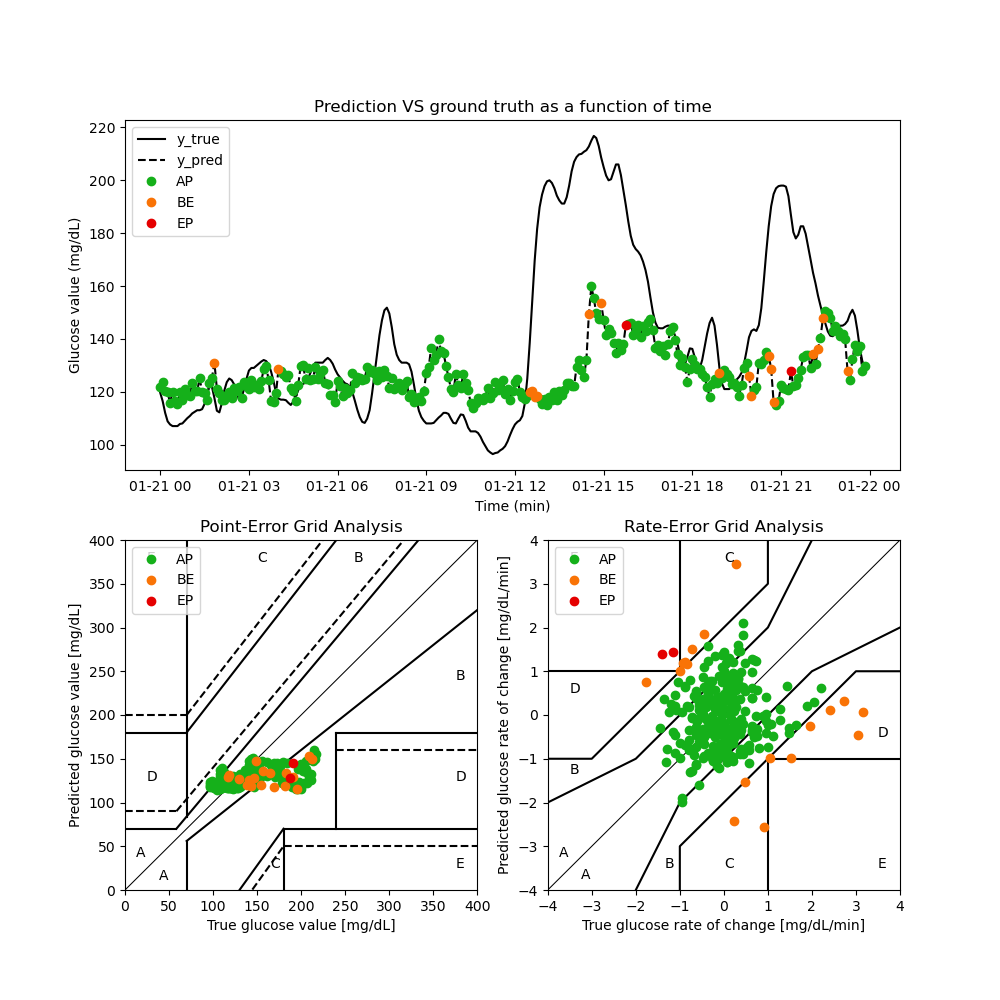 Prediction VS ground truth as a function of time
220
200
180
160
140
120
100
Glucose value (mg/dL)
y_true
y_pred
AP
BE
EP
01-21 00 01-21 03 01-21 06 01-21 09 01-21 12 01-21 15 01-21 18 01-21 21 01-22 00
Time (min)
Point-Error Grid Analysis
400
350
300
250
200
150
100
50
0
Predicted glucose value [mg/dL]
AP
BE
EP
C
B
B
D
D
A
A
C
E
0 50 100 150 200 250 300 350 400
True glucose value [mg/dL]
Rate-Error Grid Analysis
4
3
2
1
0
−1
−2
−3
−4
Predicted glucose rate of change [mg/dL/min]
AP
BE
EP
C
D
D
B
A
A
B
C
E
−4 −3 −2 −1 0 1 2 3 4
True glucose rate of change [mg/dL/min]